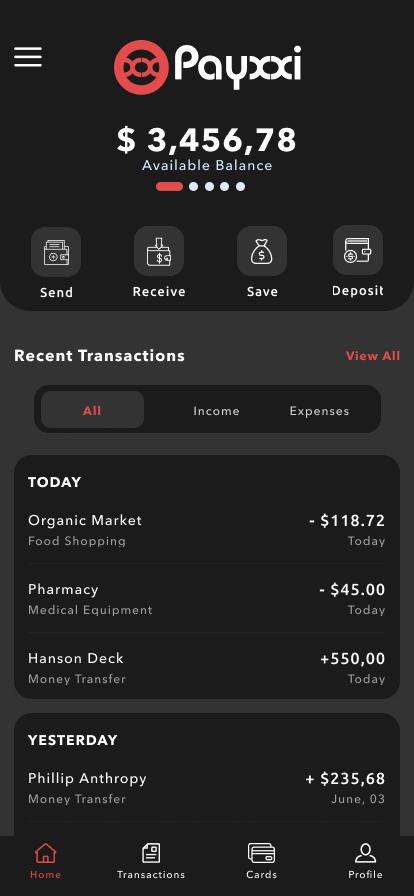 Payxxi
$ 3,456,78
Available Balance
Send
Receive
Save
Deposit
Recent Transactions
View All
All
Income
Expenses
TODAY
Organic Market
- $118.72
Food Shopping
Today
Pharmacy
- $45.00
Medical Equipment
Today
Hanson Deck
+550,00
Money Transfer
Today
YESTERDAY
Phillip Anthropy
+ $235,68
Money Transfer
June, 03
Home
Transactions
Cards
Profile